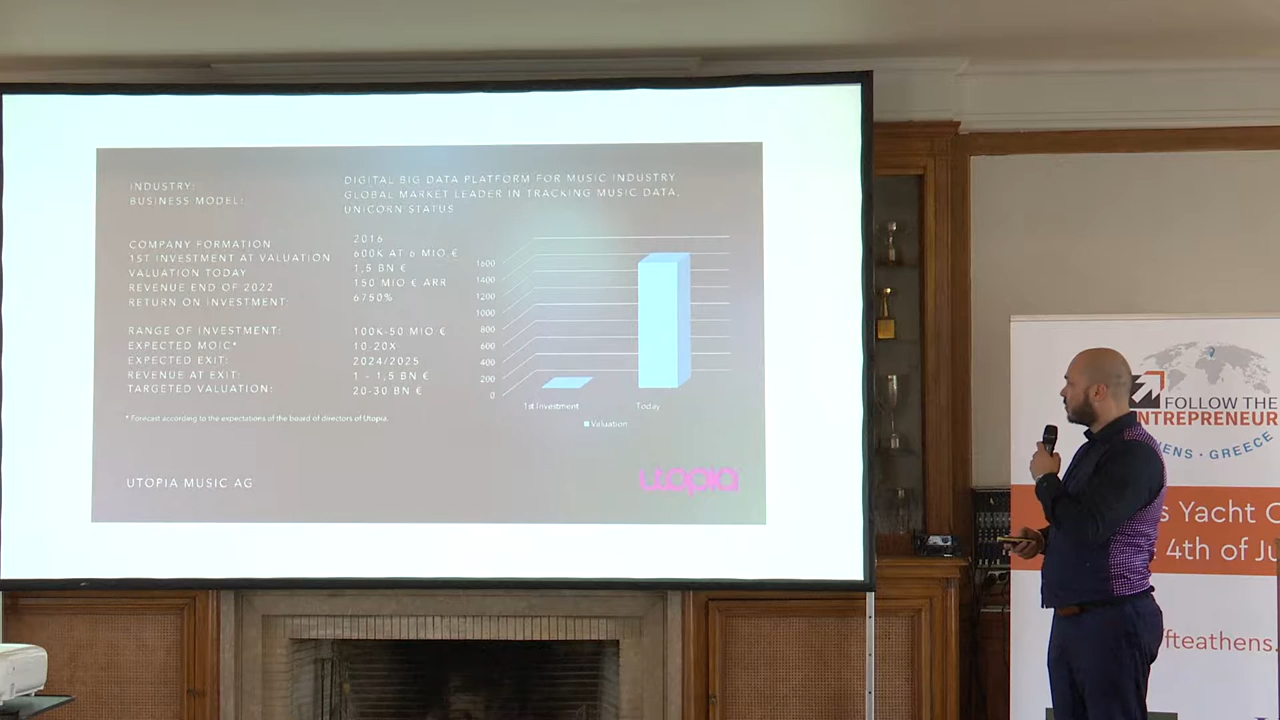 INDUSTRY:
BUSINESS MODEL:
DIGITAL BIG DATA PLATFORM FOR MUSIC INDUSTRY
GLOBAL MARKET LEADER IN TRACKING MUSIC DATA,
UNICORN STATUS
COMPANY FORMATION 2016
1ST INVESTMENT AT VALUATION 600K AT 6 MIO €
VALUATION TODAY 1,5 BN €
REVENUE END OF 2022 150 MIO € ARR
RETURN ON INVESTMENT: 6750%
RANGE OF INVESTMENT: 100K-50 MIO €
EXPECTED MOIC* 10-20X
EXPECTED EXIT: 2024/2025
REVENUE AT EXIT: 1 - 1,5 BN €
TARGETED VALUATION: 20-30 BN €
* Forecast according to the expectations of the board of directors of Utopia.
1600
1400
1200
1000
800
600
400
200
0
1st Investment Today
Valuation
UTOPIA MUSIC AG
utopia
FOLLOW THE
ENTREPRENEUR
HENS · GREECE
s Yacht C
4th of Ju
/fteathens.